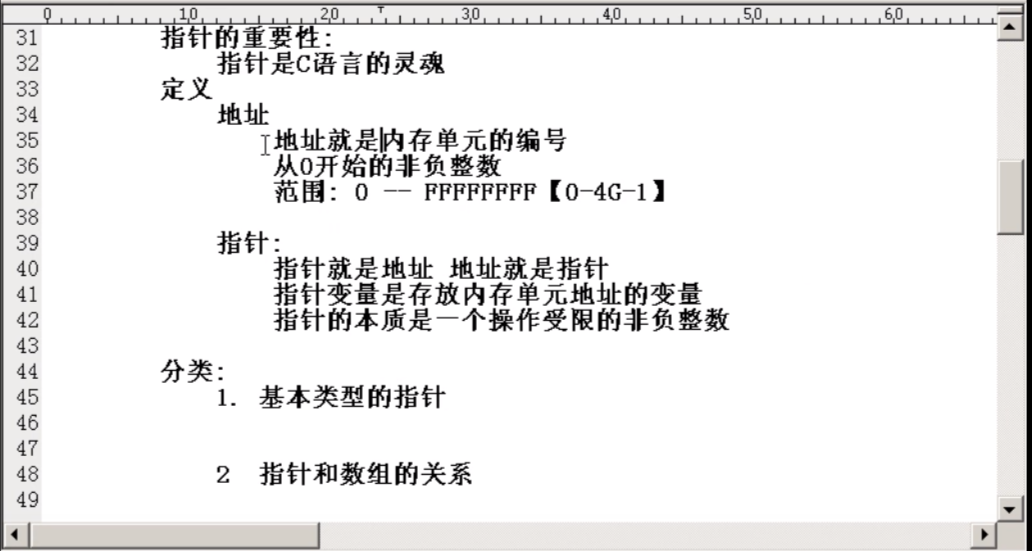 0 10 20 30 40 50 60
31 指针的重要性:
32 指针是C语言的灵魂
33 定义
34 地址
35 地址就是内存单元的编号
36 从0开始的非负整数
37 范围: 0 -- FFFFFFFF【0-4G-1】
38
39 指针:
40 指针就是地址 地址就是指针
41 指针变量是存放内存单元地址的变量
42 指针的本质是一个操作受限的非负整数
43
44 分类:
45 1. 基本类型的指针
46
47
48 2 指针和数组的关系
49